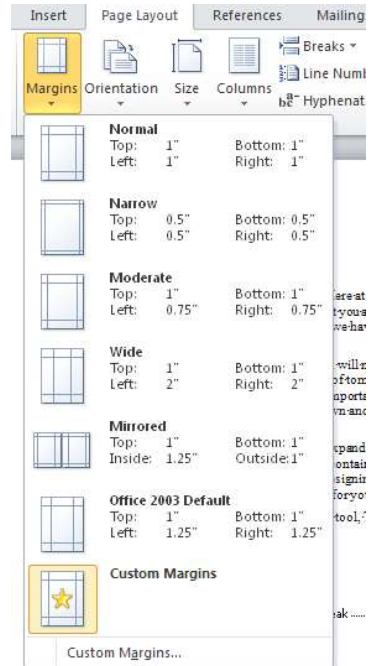 Insert Page Layout References Mailing
Breaks
Line Numb
Margins Orientation Size Columns
bc Hyphenat
Normal
Top: 1" Bottom: 1"
Left: 1" Right: 1"
Narrow
Top: 0.5" Bottom: 0.5"
Left: 0.5" Right: 0.5"
Moderate
Top: 1" Bottom: 1"
Left: 0.75" Right: 0.75"
Wide
Top: 1" Bottom: 1"
Left: 2" Right: 2"
Mirrored
Top: 1" Bottom: 1"
Inside: 1.25" Outside: 1"
Office 2003 Default
Top: 1" Bottom: 1"
Left: 1.25" Right: 1.25"
Custom Margins
Custom Margins...